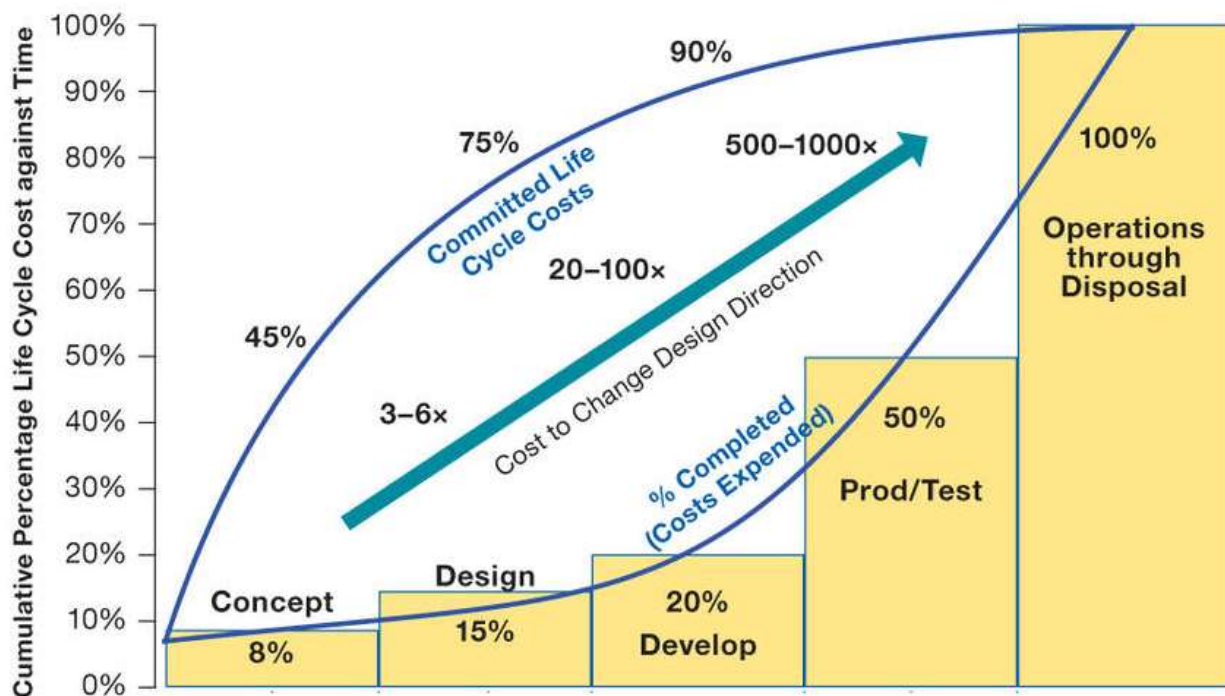 Cumulative Percentage Life Cycle Cost against Time
100%
90%
80%
70%
60%
50%
40%
30%
20%
10%
0%
45%
75%
90%
Committed Life
Cycle Costs
3–6×
20–100×
500–1000×
Cost to Change Design Direction
% Completed
(Costs Expended)
Concept
8%
Design
15%
20%
Develop
50%
Prod/Test
100%
Operations
through
Disposal